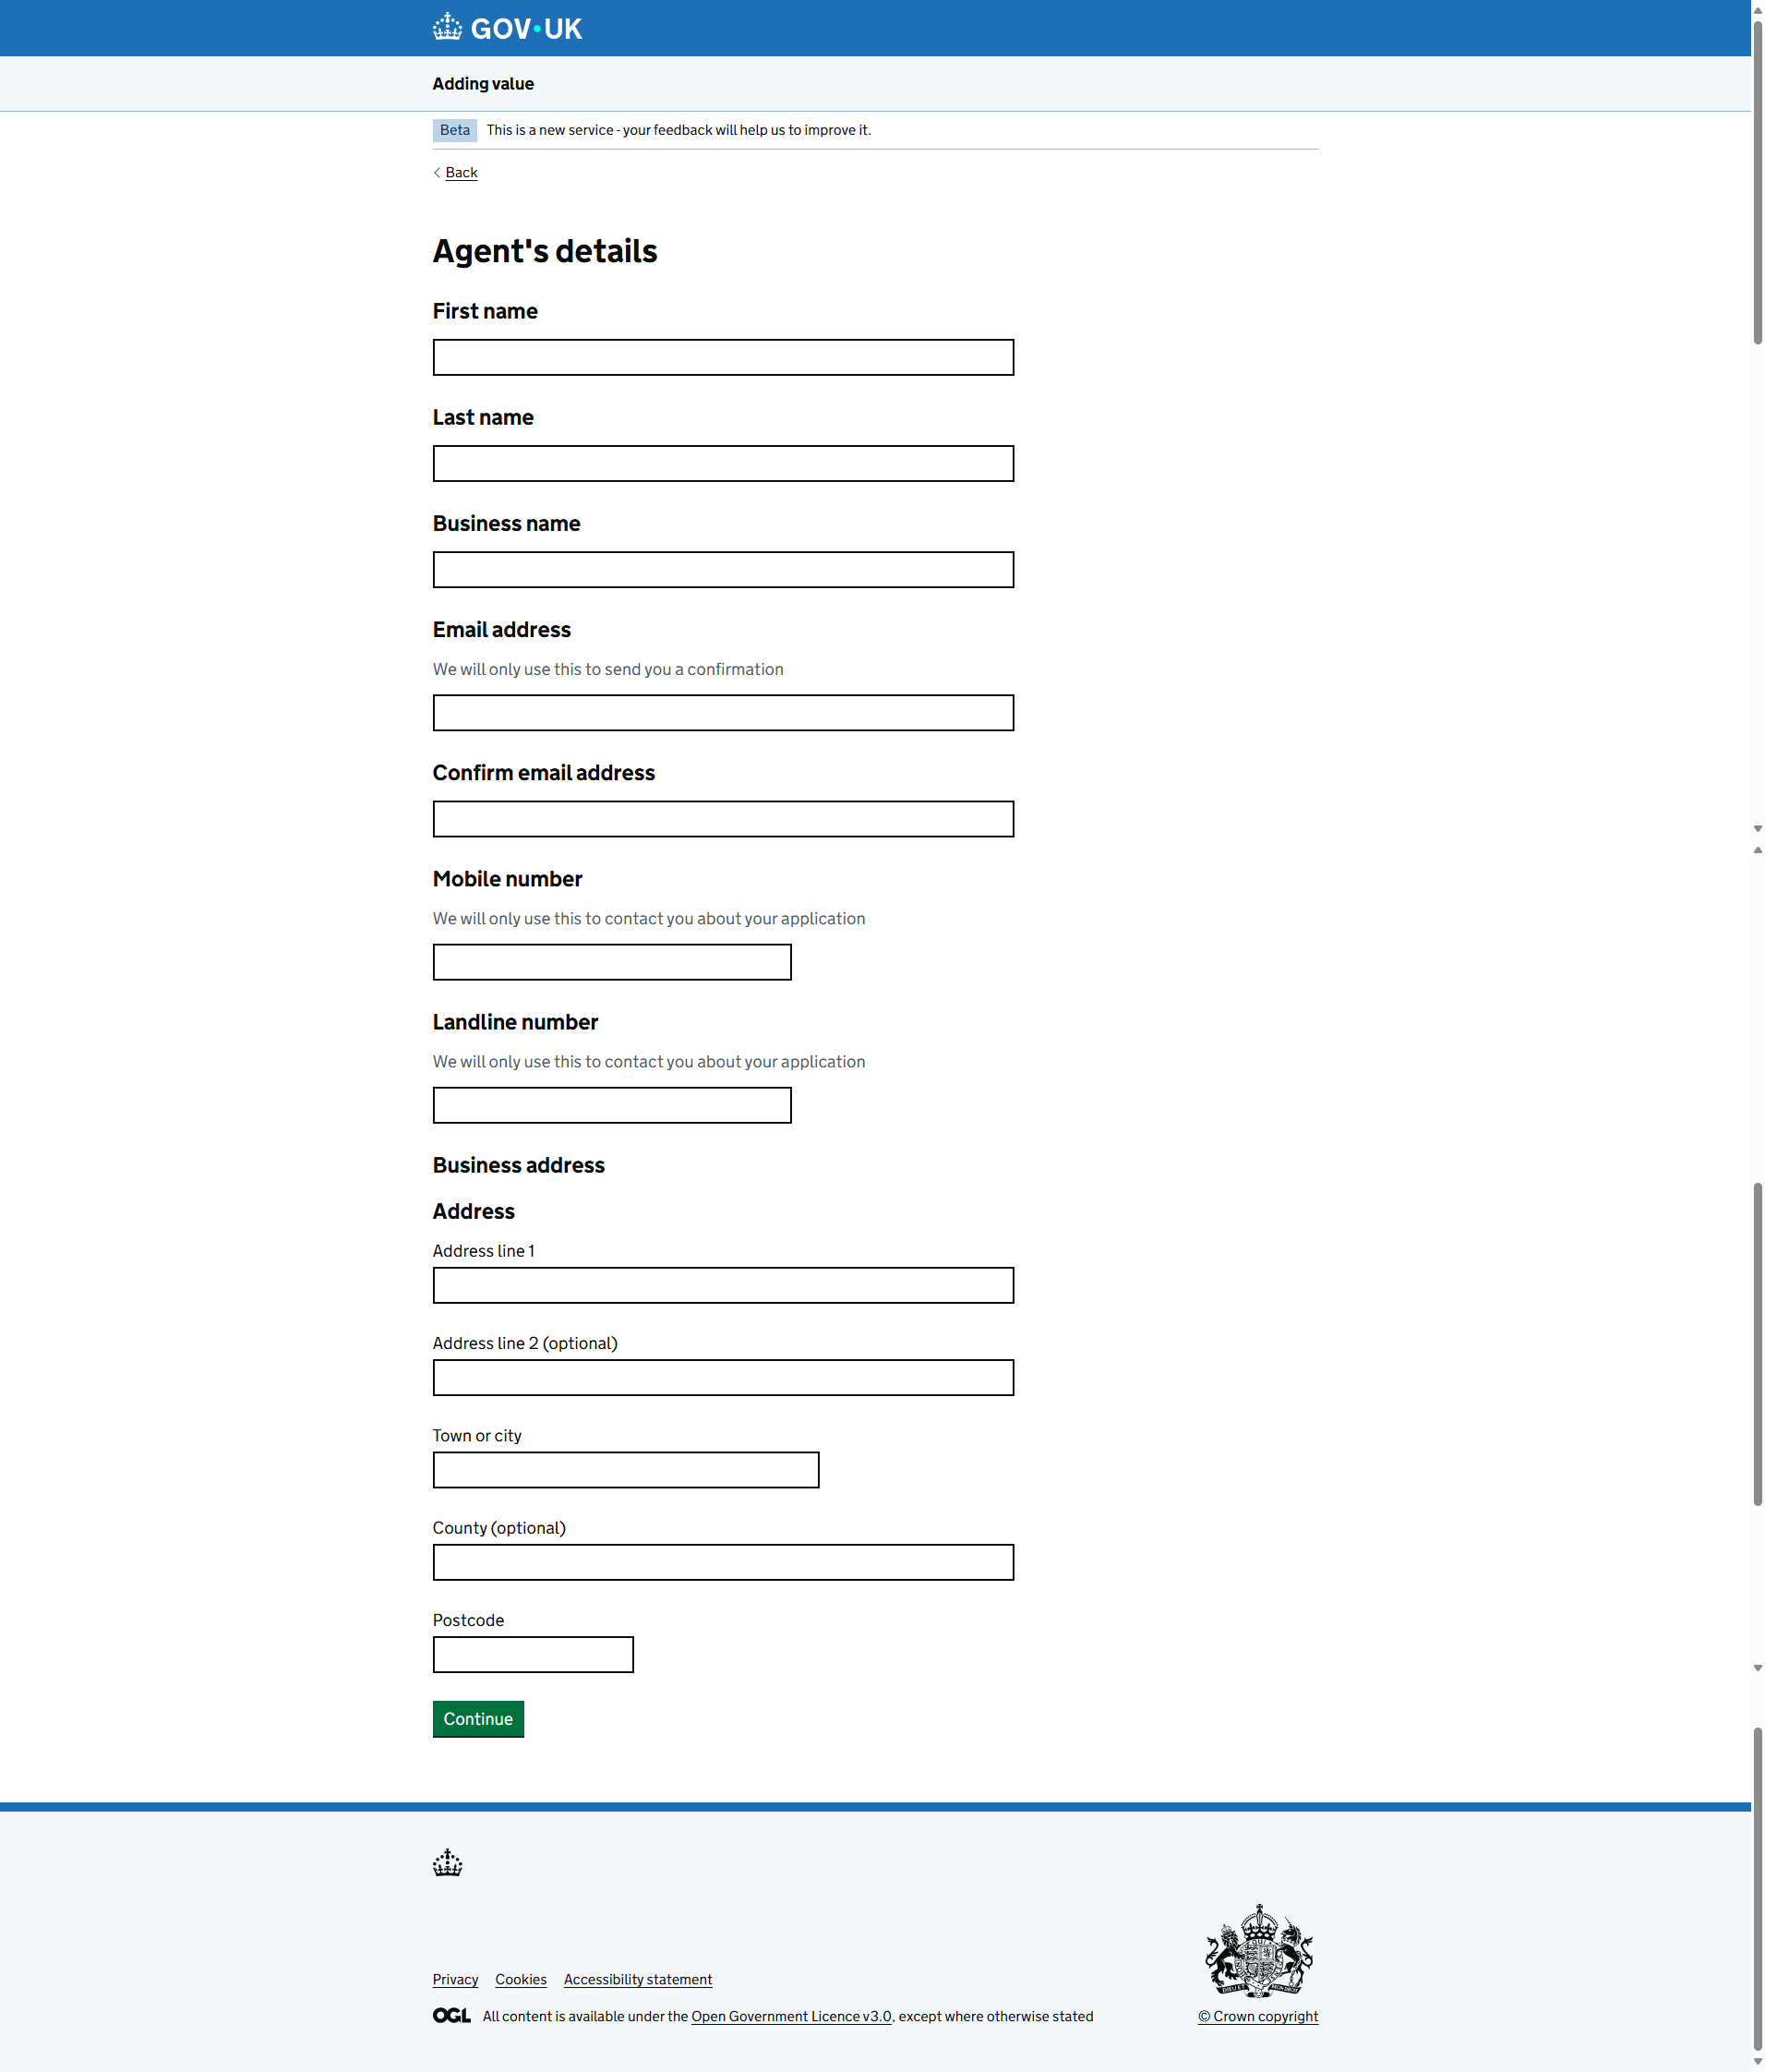 GOV•UK
Adding value
Beta This is a new service - your feedback will help us to improve it.
Back
Agent's details
First name
Last name
Business name
Email address
We will only use this to send you a confirmation
Confirm email address
Mobile number
We will only use this to contact you about your application
Landline number
We will only use this to contact you about your application
Business address
Address
Address line 1
Address line 2 (optional)
Town or city
County (optional)
Postcode
Continue
Privacy Cookies Accessibility statement
OGL All content is available under the Open Government Licence v3.0, except where otherwise stated
© Crown copyright